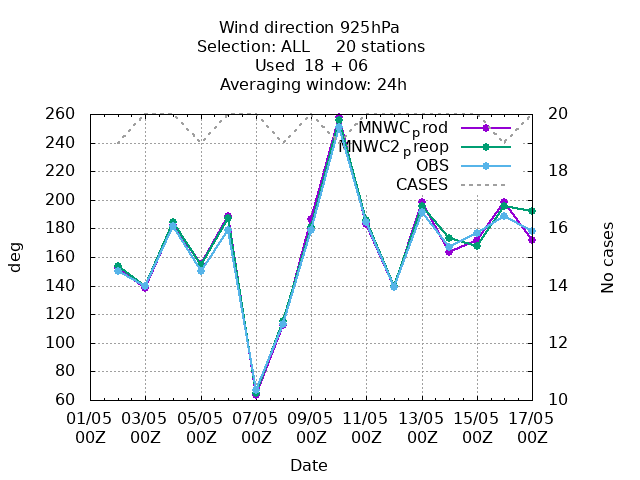 Wind direction 925hPa
Selection: ALL     20 stations
Used  18 + 06
Averaging window: 24h
260
240
220
200
180
160
140
120
100
80
60
deg
20
18
16
14
12
10
No cases
MNWCprod
MNWC2preop
OBS
CASES
01/05 03/05 05/05 07/05 09/05 11/05 13/05 15/05 17/05
00Z 00Z 00Z 00Z 00Z 00Z 00Z 00Z 00Z
Date